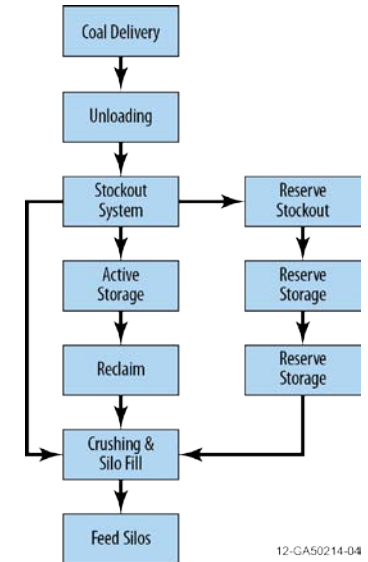 Coal Delivery
Unloading
Stockout
System
Reserve
Stockout
Active
Storage
Reserve
Storage
Reclaim
Reserve
Storage
Crushing &
Silo Fill
Feed Silos
12-GA50214-04